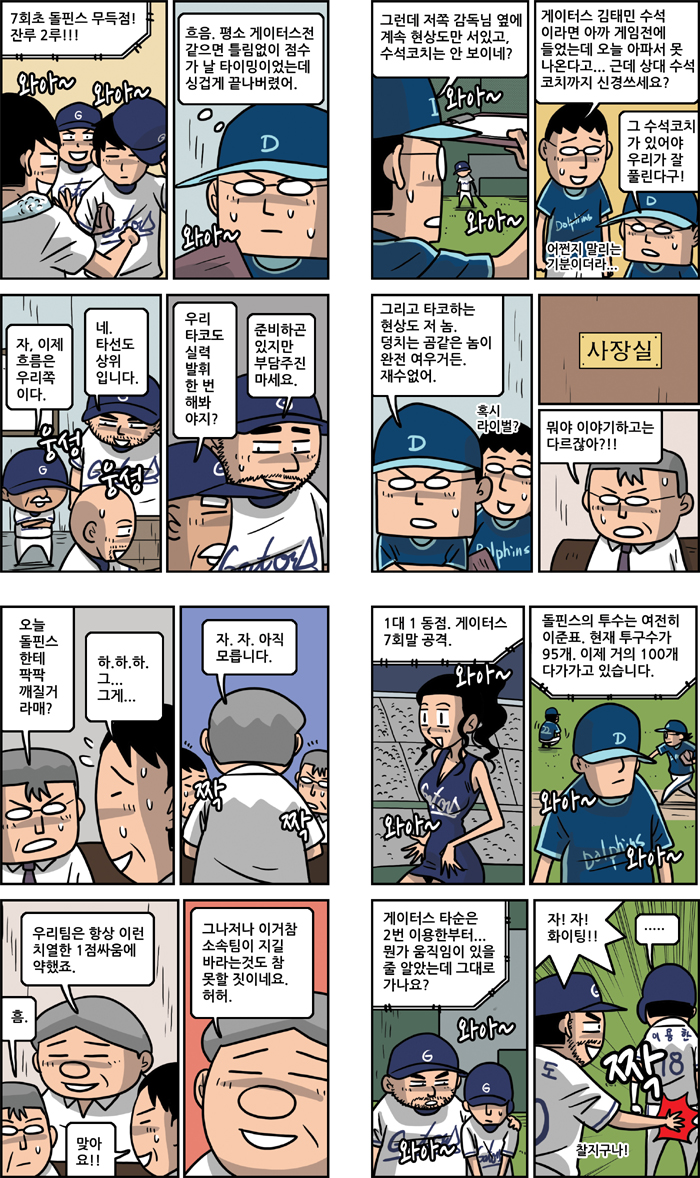 7회초 돌핀스 무득점!
잔루 2루!!!
와아~
와아~
G
Gators
흐음. 평소 게이터스전
같으면 틀림없이 점수
가 날 타이밍이었는데
싱겁게 끝나버렸어.
D
와아~
그런데 저쪽 감독님 옆에
계속 현상도만 서있고,
수석코치는 안 보이네?
와아~
D
와아~
게이터스 김태민 수석
이라면 아까 게임전에
들었는데 오늘 아파서 못
나온다고... 근데 상대 수석
코치까지 신경쓰세요?
그 수석코치
가 있어야
우리가 잘
풀린다구!
Dolphins
어쩐지 말리는
기분이더라...
자, 이제
흐름은
우리쪽
이다.
네.
타선도
상위
입니다.
웅성
웅성
G
Gators
우리
타코도
실력
발휘
한 번
해봐
야지?
준비하곤
있지만
부담주진
마세요.
Gators
그리고 타코하는
현상도 저 놈.
덩치는 곰같은 놈이
완전 여우거든.
재수없어.
혹시
라이벌?
D
Dolphins
사장실
뭐야 이야기하고는
다르잖아?!!
오늘
돌핀스
한테
팍팍
깨질거
라매?
하.하.하.
그...
그게...
자. 자. 아직
모릅니다.
짝
짝
1대 1 동점. 게이터스
7회말 공격.
와아~
Gators
와아~
돌핀스의 투수는 여전히
이준표. 현재 투구수가
95개. 이제 거의 100개
다가가고 있습니다.
D
와아~
Dolphins
와아~
우리팀은 항상 이런
치열한 1점싸움에
약했죠.
흠.
맞아
요!!
그나저나 이거참
소속팀이 지길
바라는것도 참
못할 짓이네요.
허허.
게이터스 타순은
2번 이용한부터...
뭔가 움직임이 있을
줄 알았는데 그대로
가나요?
와아~
G
G
와아~
자! 자!
화이팅!!
.....
이용한
18
도
짝
찰지구나!